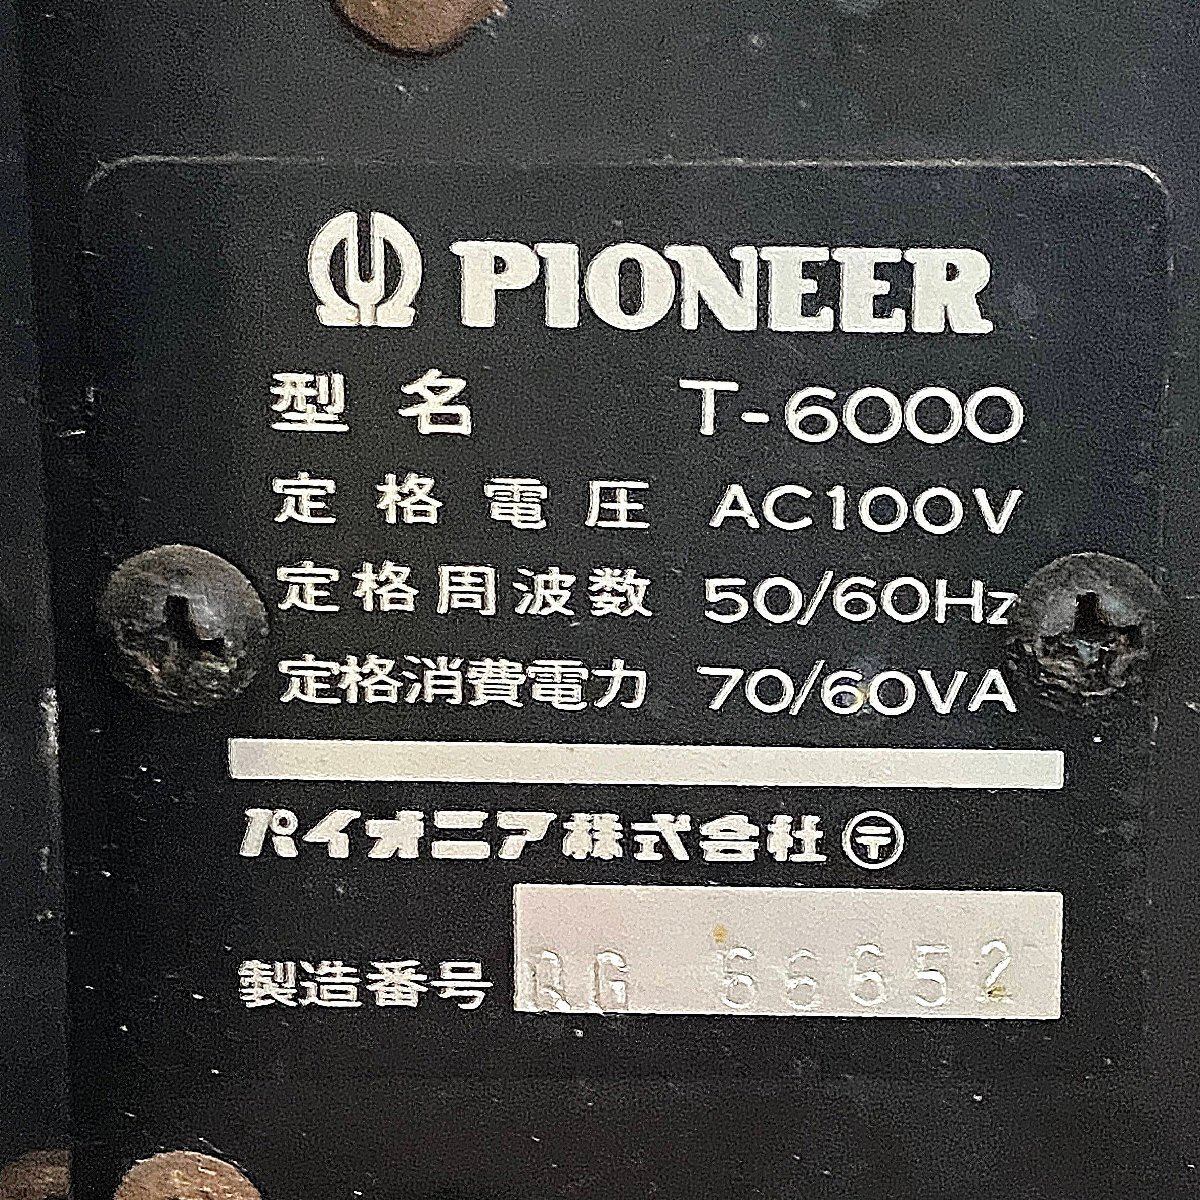 PIONEER
型名 T-6000
定格電圧 AC100V
定格周波数 50/60Hz
定格消費電力 70/60VA
パイオニア株式会社 〒
製造番号